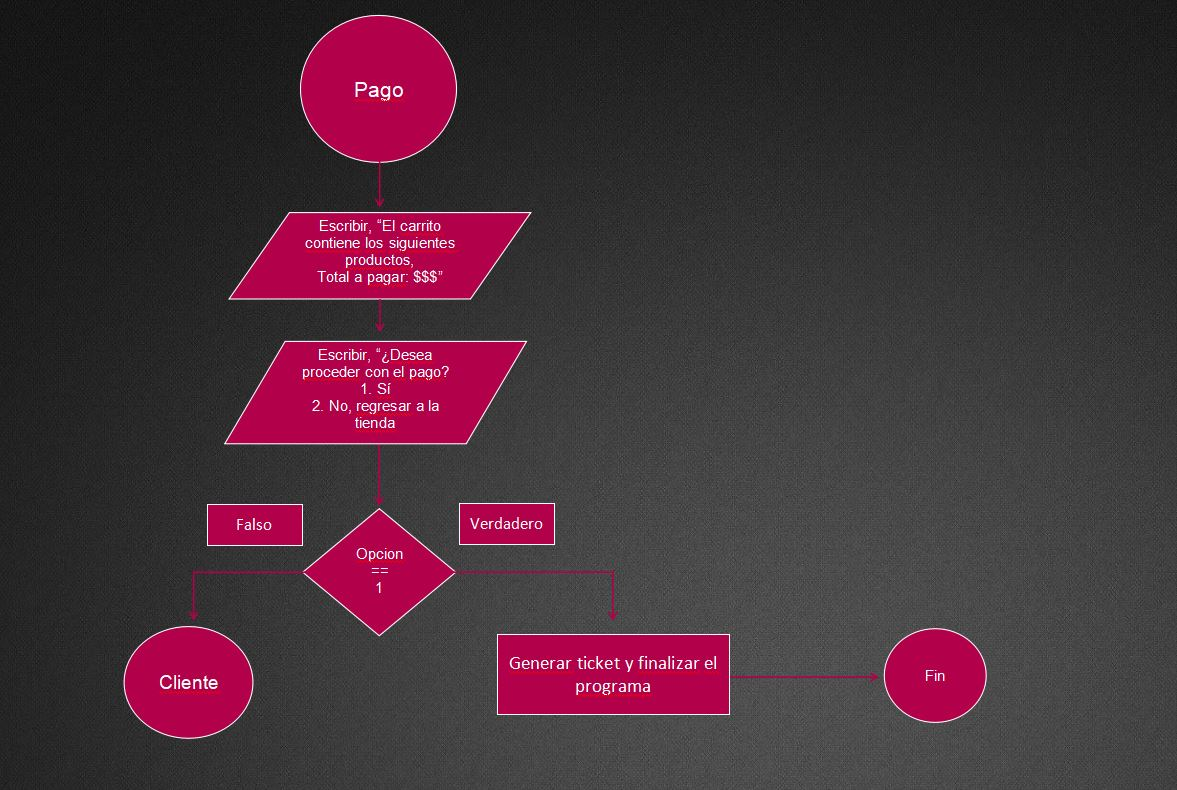 Pago
Escribir, “El carrito
contiene los siguientes
productos,
Total a pagar: $$$”
Escribir, “¿Desea
proceder con el pago?
1. Sí
2. No, regresar a la
tienda
Falso
Verdadero
Opcion
==
1
Cliente
Generar ticket y finalizar el
programa
Fin